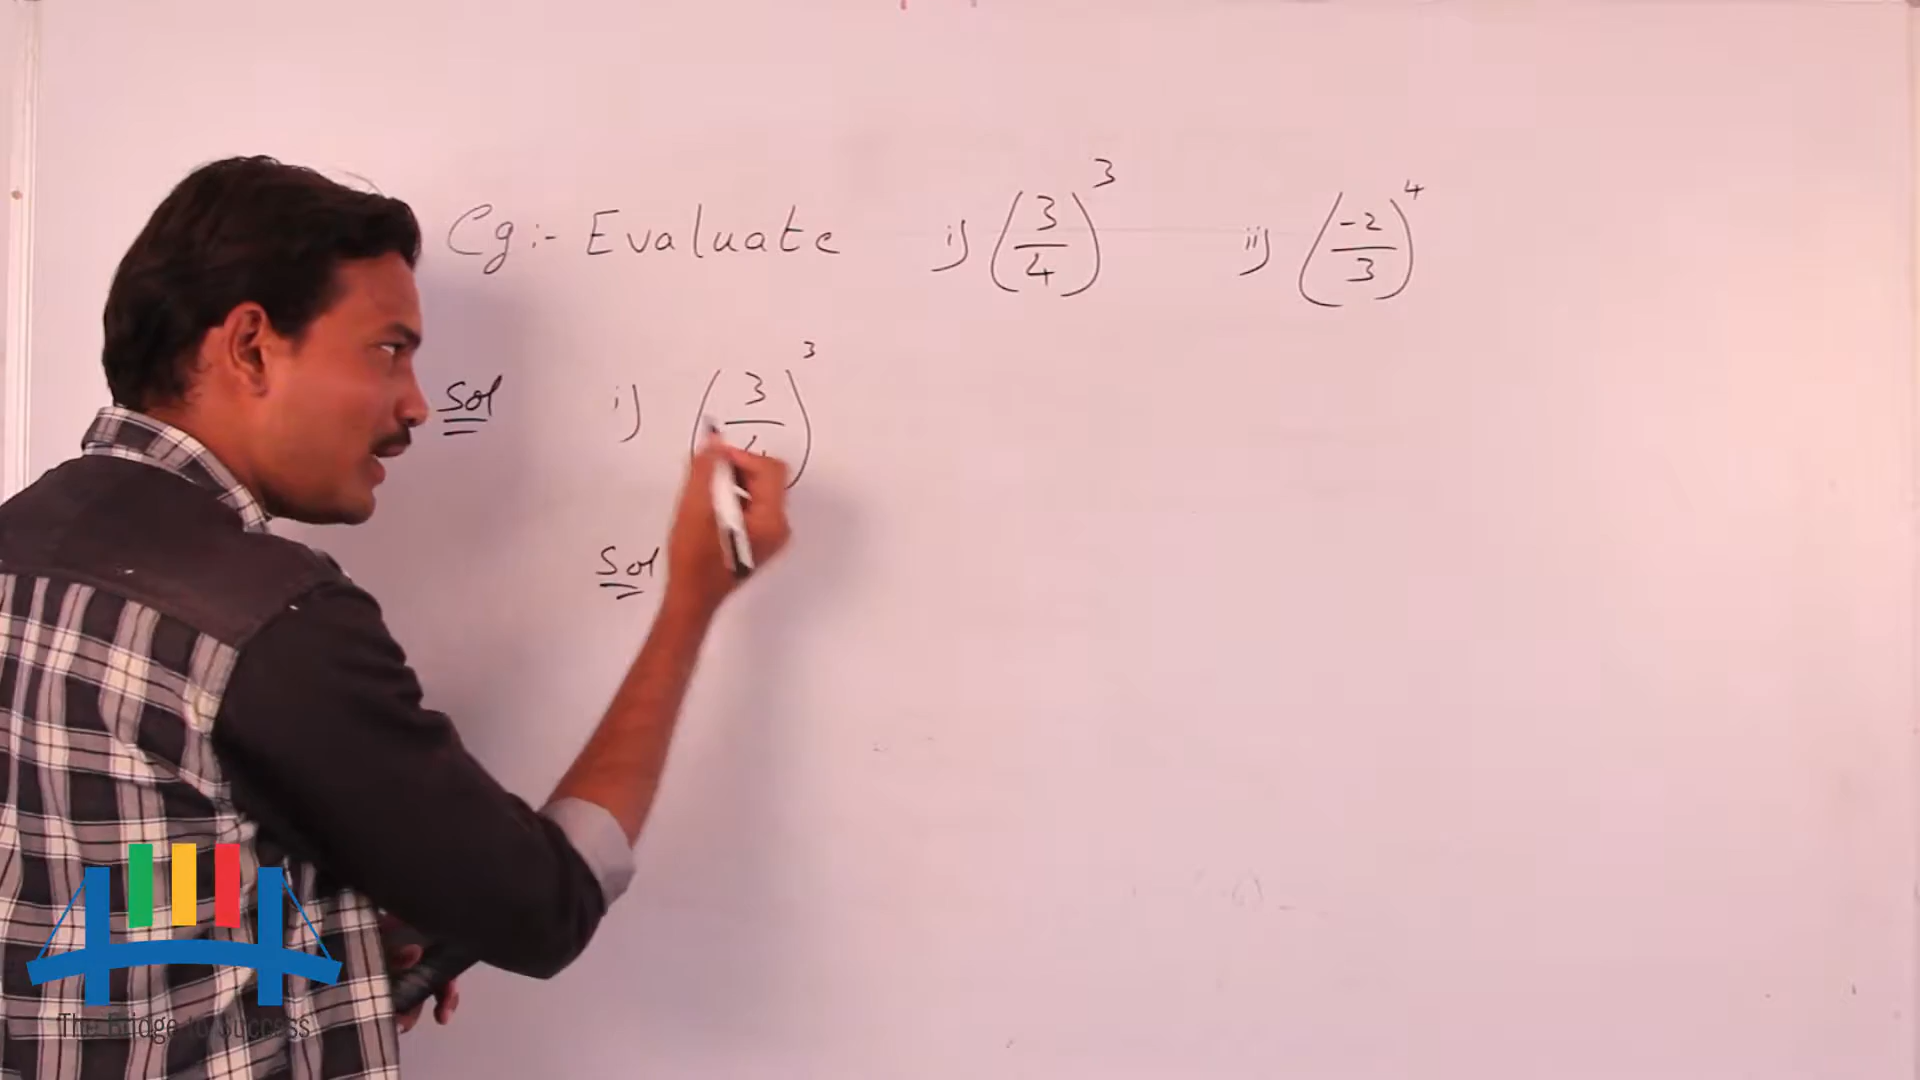 Eg:- Evaluate i) (3/4)^3 ii) (-2/3)^4
Sol i) (3/4)^3
Sol
The Bridge to Success